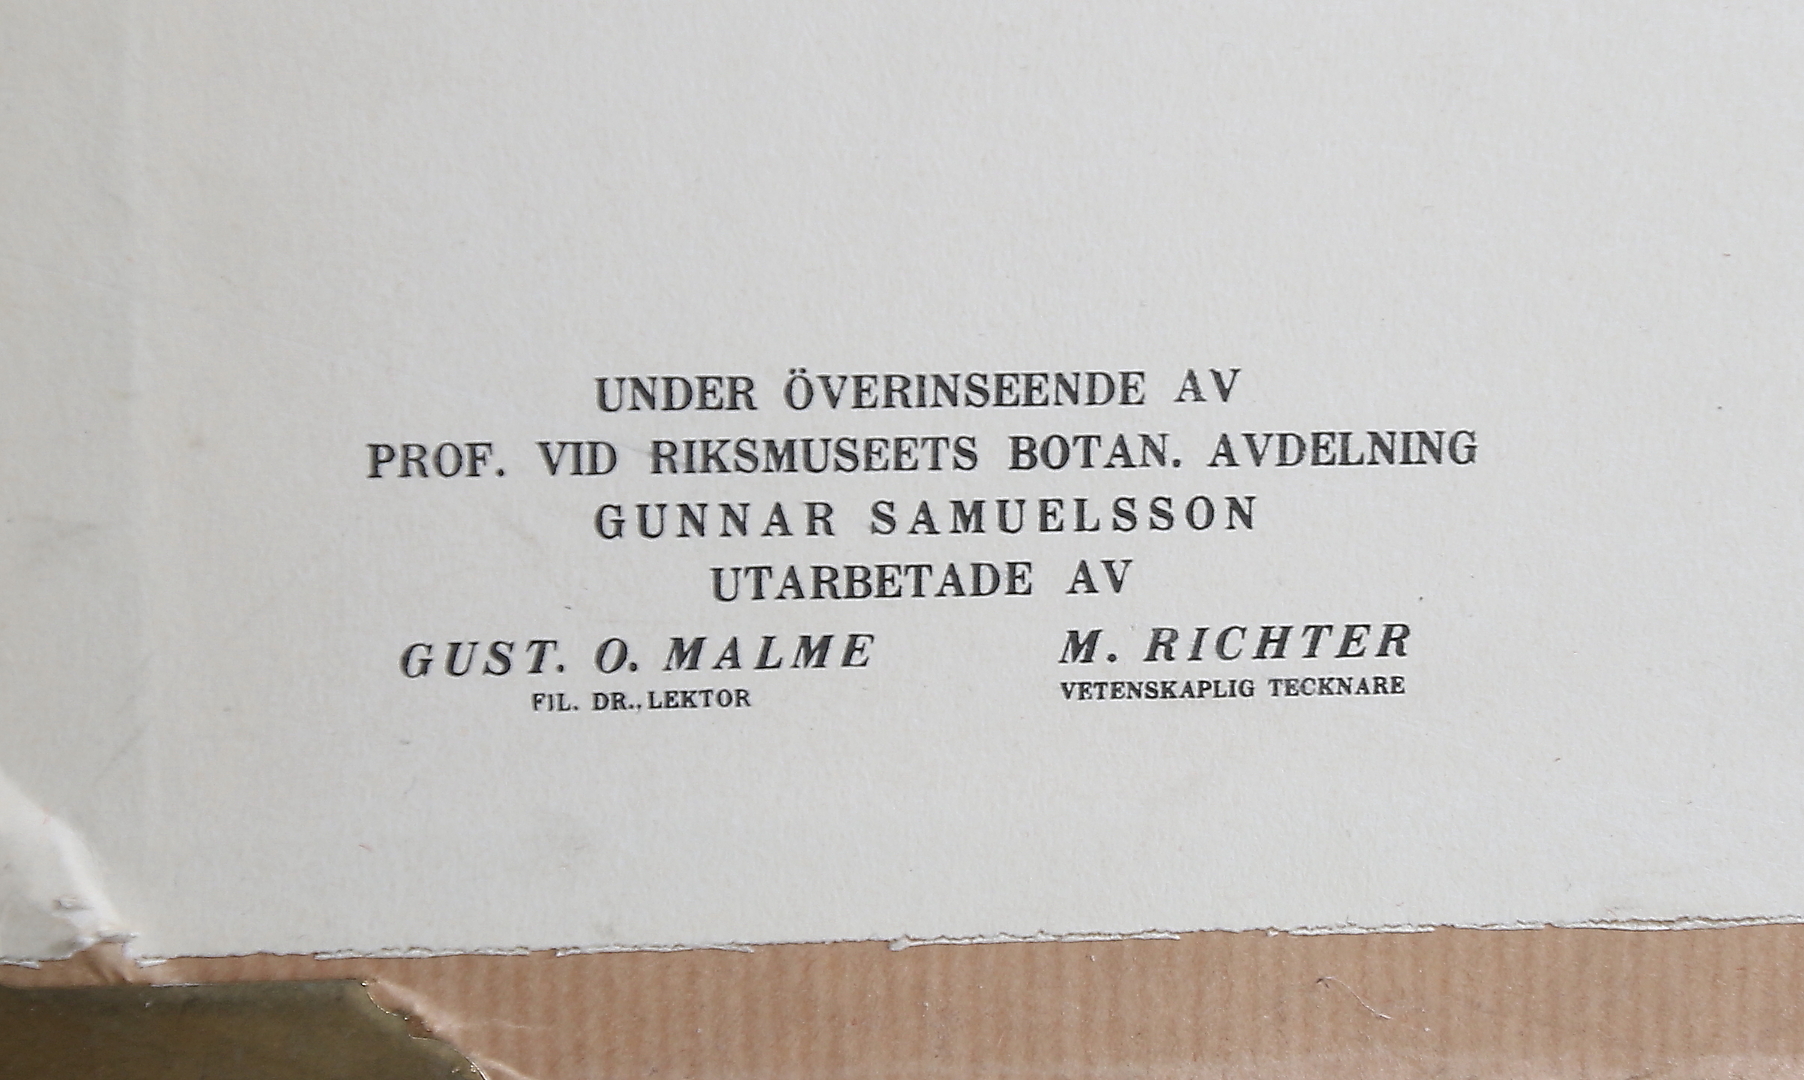 UNDER ÖVERINSEENDE AV
PROF. VID RIKSMUSEETS BOTAN. AVDELNING
GUNNAR SAMUELSSON
UTARBETADE AV
GUST. O. MALME M. RICHTER
FIL. DR., LEKTOR VETENSKAPLIG TECKNARE